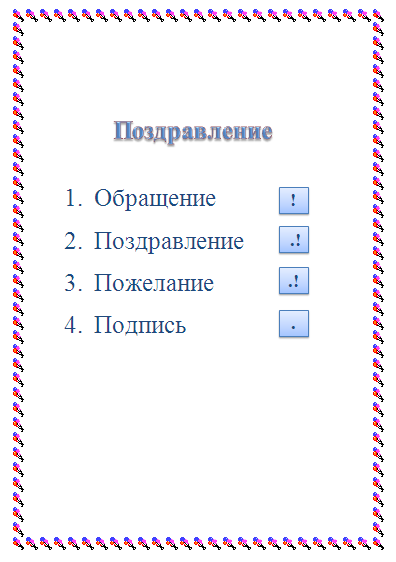 Поздравление
1. Обращение !
2. Поздравление .!
3. Пожелание .!
4. Подпись .